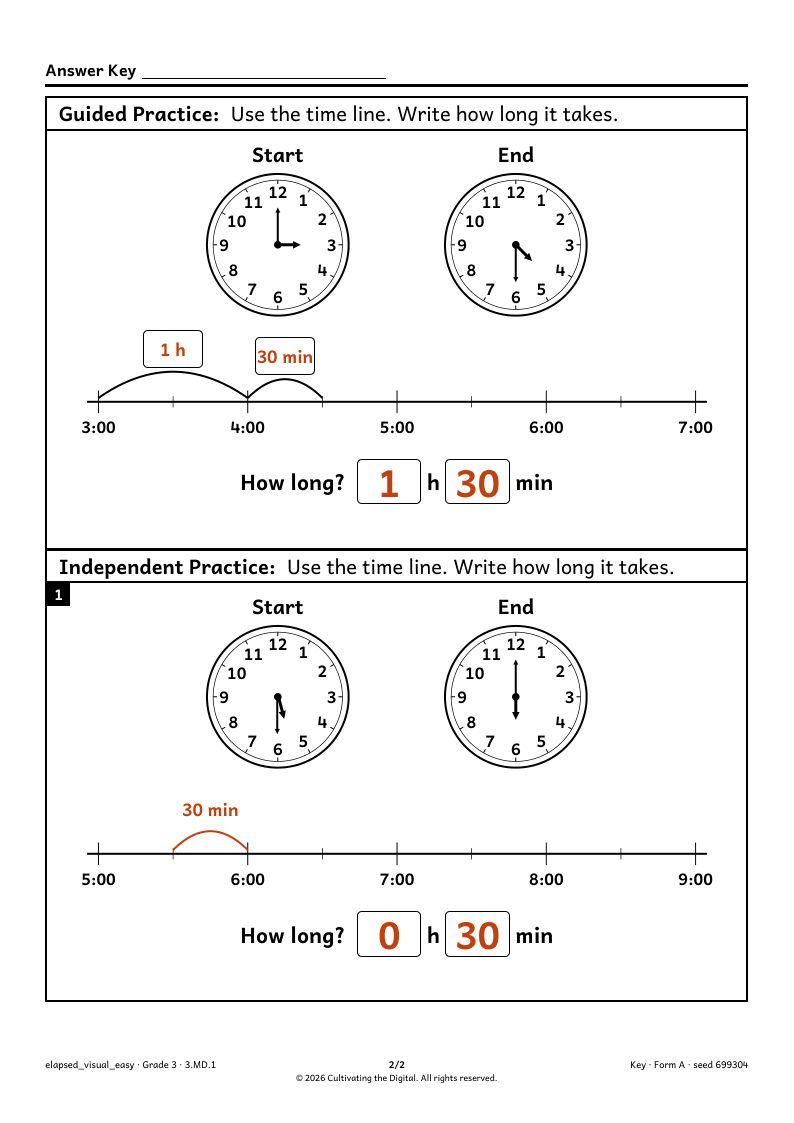 Answer Key
Guided Practice: Use the time line. Write how long it takes.
Start End
12 1 2 3 4 5 6 7 8 9 10 11
12 1 2 3 4 5 6 7 8 9 10 11
1 h 30 min
3:00 4:00 5:00 6:00 7:00
How long? 1 h 30 min
Independent Practice: Use the time line. Write how long it takes.
1
Start End
12 1 2 3 4 5 6 7 8 9 10 11
12 1 2 3 4 5 6 7 8 9 10 11
30 min
5:00 6:00 7:00 8:00 9:00
How long? 0 h 30 min
elapsed_visual_easy · Grade 3 · 3.MD.1 2/2 Key · Form A · seed 699304
© 2026 Cultivating the Digital. All rights reserved.